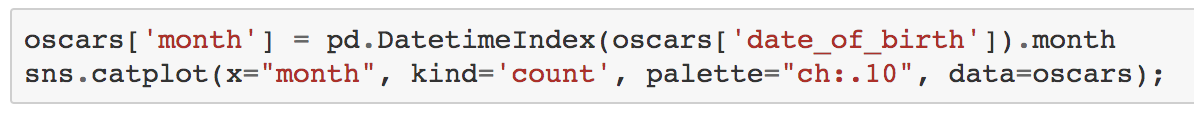 oscars['month'] = pd.DatetimeIndex(oscars['date_of_birth']).month
sns.catplot(x="month", kind='count', palette="ch:.10", data=oscars);